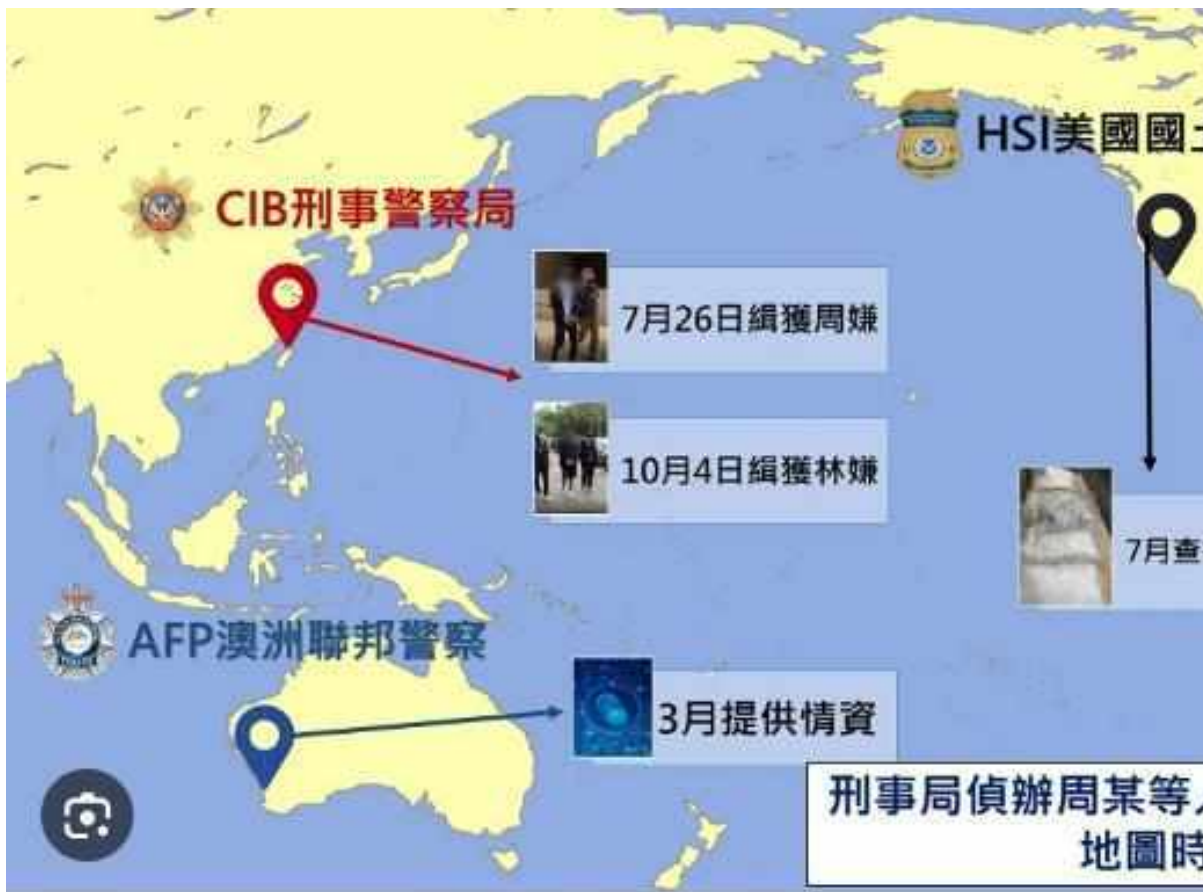 HSI美國國土
CIB刑事警察局
7月26日緝獲周嫌
10月4日緝獲林嫌
7月查
AFP澳洲聯邦警察
3月提供情資
刑事局偵辦周某等人
地圖時